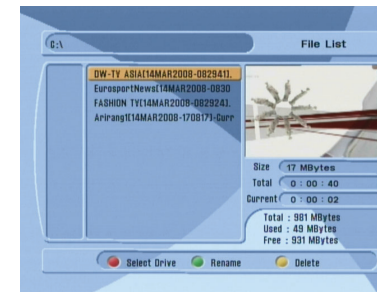 C:\
File List
DW-TV ASIA[14MAR2008-082941].
EurosportNews[14MAR2008-0830
FASHION TV[14MAR2008-082924].
Arirang1[14MAR2008-170817]-Curr
Size 17 MBytes
Total 0 : 00 : 40
Current 0 : 00 : 02
Total : 981 MBytes
Used : 49 MBytes
Free : 931 MBytes
Select Drive Rename Delete